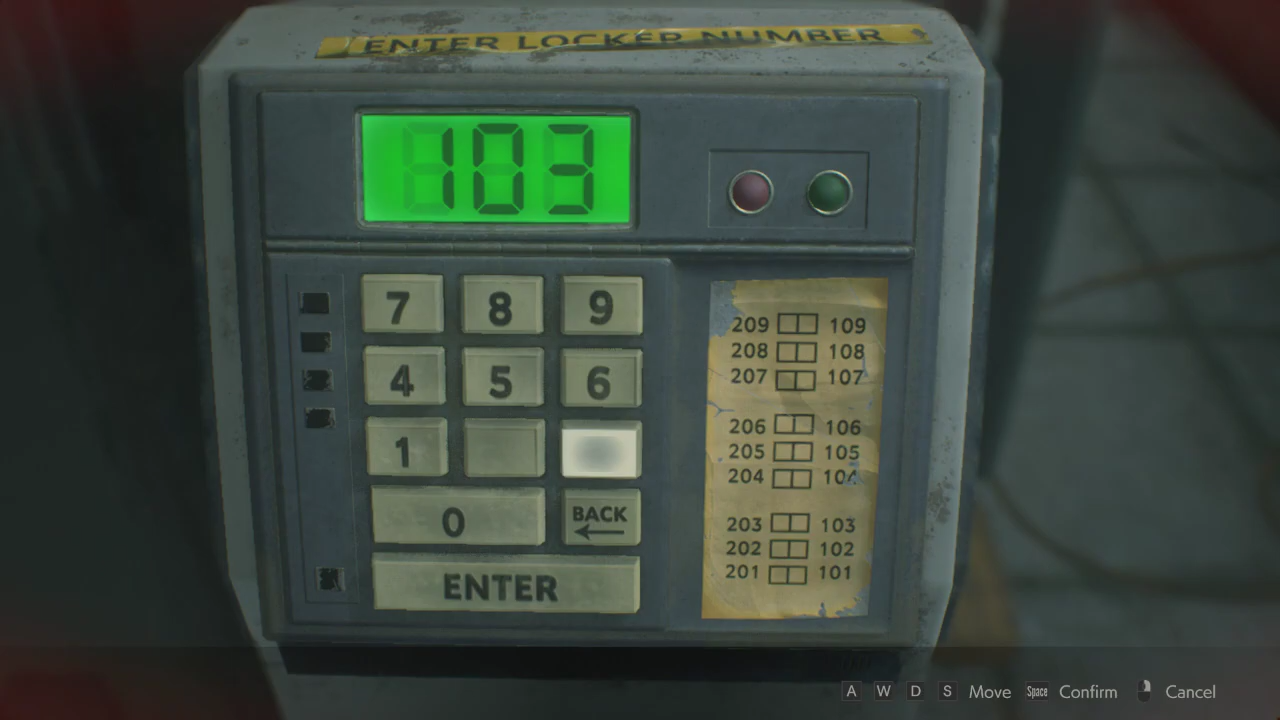 ENTER LOCKER NUMBER
103
7 8 9
4 5 6
1
0 BACK
ENTER
209 109
208 108
207 107
206 106
205 105
204 104
203 103
202 102
201 101
A W D S Move Space Confirm Cancel